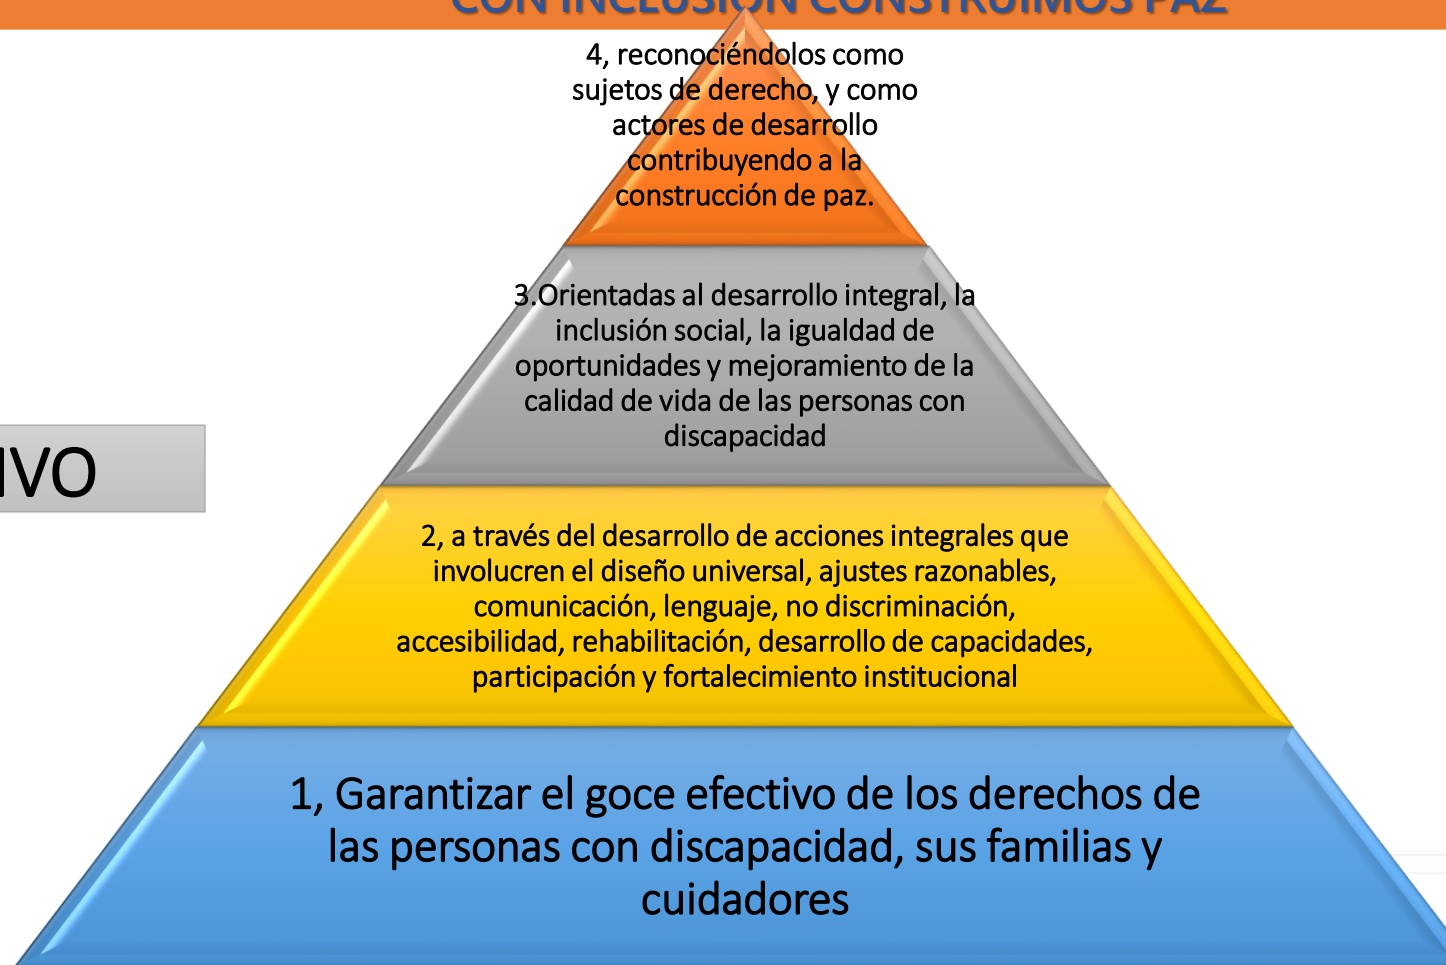 CON INCLUSIÓN CONSTRUIMOS PAZ
4, reconociéndolos como
sujetos de derecho, y como
actores de desarrollo
contribuyendo a la
construcción de paz.
3.Orientadas al desarrollo integral, la
inclusión social, la igualdad de
oportunidades y mejoramiento de la
calidad de vida de las personas con
discapacidad
IVO
2, a través del desarrollo de acciones integrales que
involucren el diseño universal, ajustes razonables,
comunicación, lenguaje, no discriminación,
accesibilidad, rehabilitación, desarrollo de capacidades,
participación y fortalecimiento institucional
1, Garantizar el goce efectivo de los derechos de
las personas con discapacidad, sus familias y
cuidadores